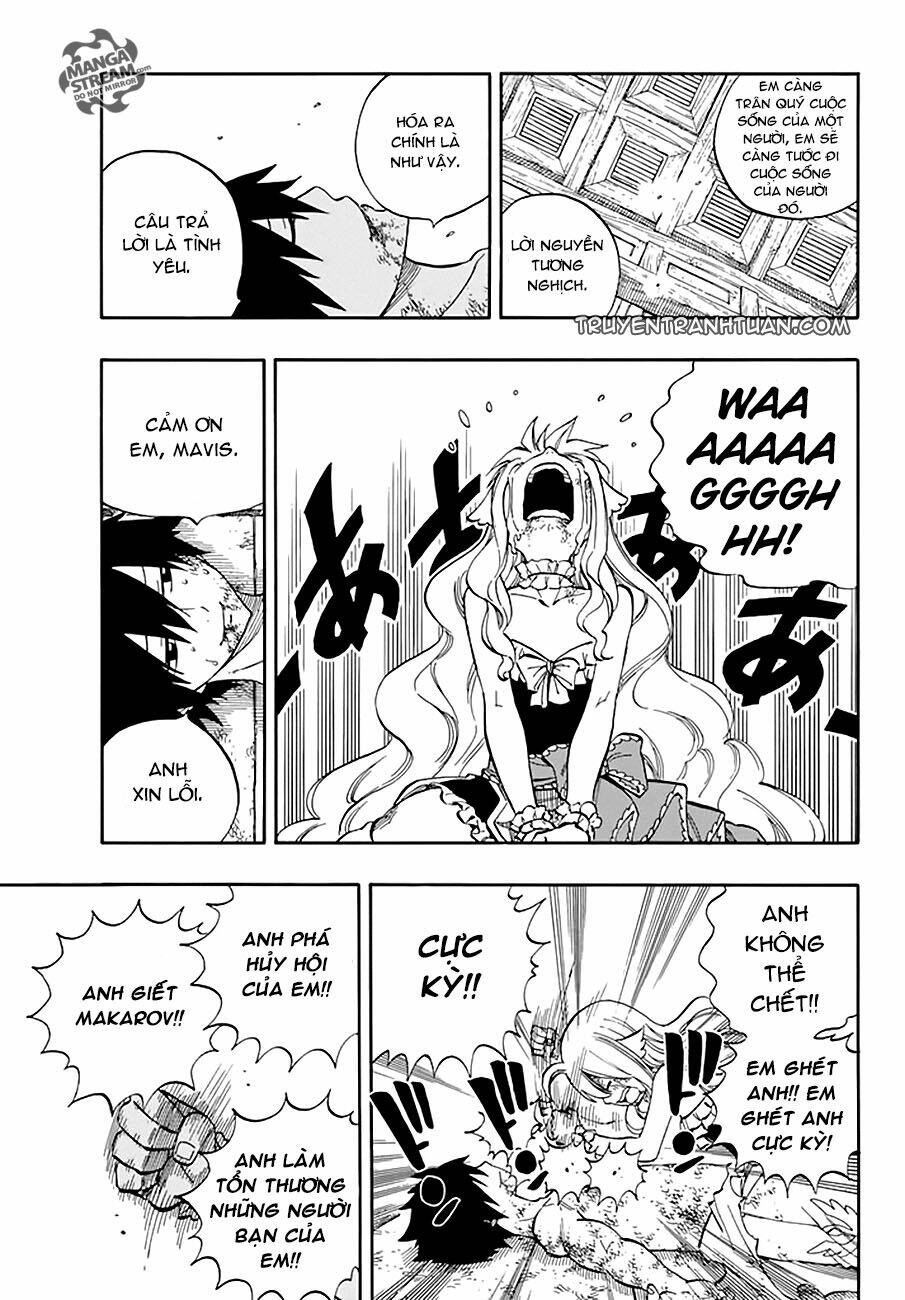 MANGA
STREAM.com
DO NOT MIRROR
EM CÀNG
TRÂN QUÝ CUỘC
SỐNG CỦA MỘT
NGƯỜI, EM SẼ
CÀNG TƯỚC ĐI
CUỘC SỐNG
CỦA NGƯỜI
ĐÓ.
LỜI NGUYỀN
TƯƠNG
NGHỊCH.
TRUYENTRANHTUAN.COM
HÓA RA
CHÍNH LÀ
NHƯ VẬY.
CÂU TRẢ
LỜI LÀ TÌNH
YÊU.
WAA
AAAAA
GGGGH
HH!
あ
あ
あ
あ
CẢM ƠN
EM, MAVIS.
ANH
XIN LỖI.
ANH
KHÔNG
THỂ
CHẾT!!
EM GHÉT
ANH!! EM
GHÉT ANH
CỰC KỲ!
CỰC
KỲ!!
ドン
ドン
ANH PHÁ
HỦY HỘI
CỦA EM!!
ANH GIẾT
MAKAROV!!
ANH LÀM
TỔN THƯƠNG
NHỮNG NGƯỜI
BẠN CỦA
EM!!